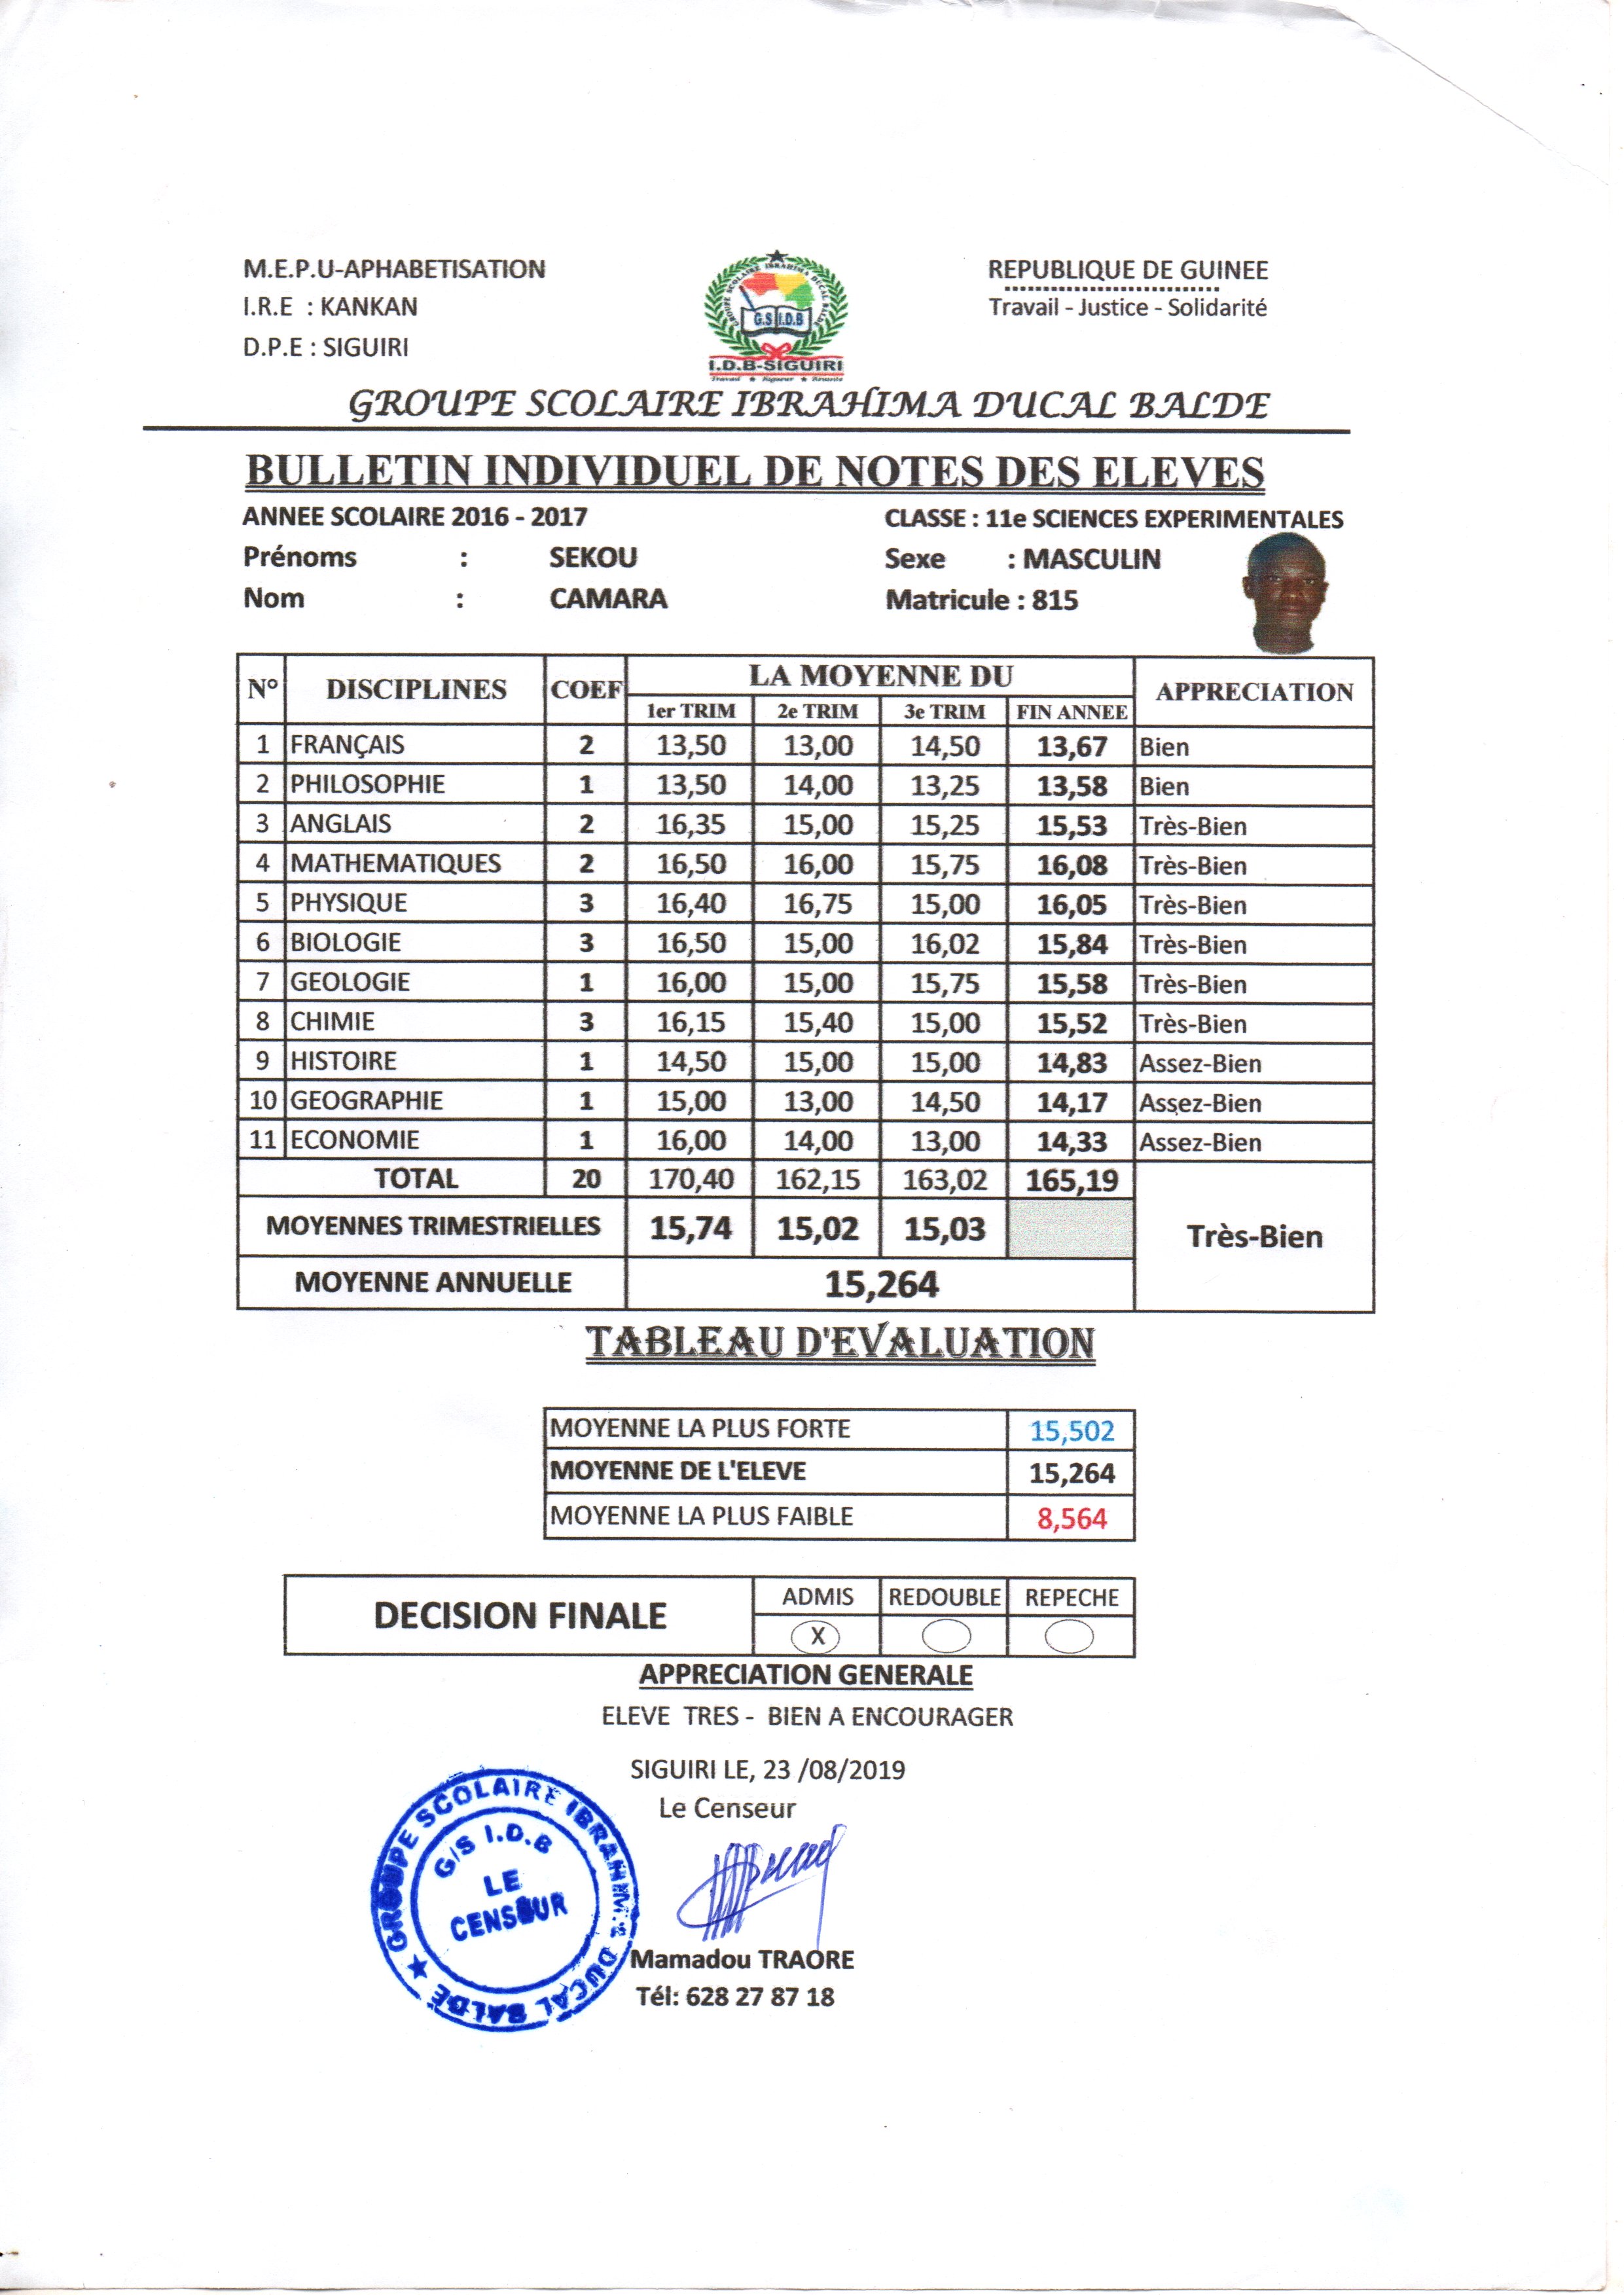 M.E.P.U-APHABETISATION
I.R.E : KANKAN
D.P.E : SIGUIRI
GROUPE SCOLAIRE IBRAHIMA DUCAL BALDE
G.S I.D.B
I.D.B-SIGUIRI
Travail ★ Rigueur ★ Réussite
REPUBLIQUE DE GUINEE
Travail - Justice - Solidarité
GROUPE SCOLAIRE IBRAHIMA DUCAL BALDE
BULLETIN INDIVIDUEL DE NOTES DES ELEVES
ANNEE SCOLAIRE 2016 - 2017 CLASSE : 11e SCIENCES EXPERIMENTALES
Prénoms : SEKOU Sexe : MASCULIN
Nom : CAMARA Matricule : 815
N° DISCIPLINES COEF LA MOYENNE DU APPRECIATION
1er TRIM 2e TRIM 3e TRIM FIN ANNEE
1 FRANÇAIS 2 13,50 13,00 14,50 13,67 Bien
2 PHILOSOPHIE 1 13,50 14,00 13,25 13,58 Bien
3 ANGLAIS 2 16,35 15,00 15,25 15,53 Très-Bien
4 MATHEMATIQUES 2 16,50 16,00 15,75 16,08 Très-Bien
5 PHYSIQUE 3 16,40 16,75 15,00 16,05 Très-Bien
6 BIOLOGIE 3 16,50 15,00 16,02 15,84 Très-Bien
7 GEOLOGIE 1 16,00 15,00 15,75 15,58 Très-Bien
8 CHIMIE 3 16,15 15,40 15,00 15,52 Très-Bien
9 HISTOIRE 1 14,50 15,00 15,00 14,83 Assez-Bien
10 GEOGRAPHIE 1 15,00 13,00 14,50 14,17 Assez-Bien
11 ECONOMIE 1 16,00 14,00 13,00 14,33 Assez-Bien
TOTAL 20 170,40 162,15 163,02 165,19
MOYENNES TRIMESTRIELLES 15,74 15,02 15,03 Très-Bien
MOYENNE ANNUELLE 15,264
TABLEAU D'EVALUATION
MOYENNE LA PLUS FORTE 15,502
MOYENNE DE L'ELEVE 15,264
MOYENNE LA PLUS FAIBLE 8,564
DECISION FINALE ADMIS REDOUBLE REPECHE
X
APPRECIATION GENERALE
ELEVE TRES - BIEN A ENCOURAGER
SIGUIRI LE, 23 /08/2019
Le Censeur
GROUPE SCOLAIRE IBRAHIMA DUCAL BALDE
G/S I.D.B
LE
CENSEUR
Mamadou TRAORE
Tél: 628 27 87 18